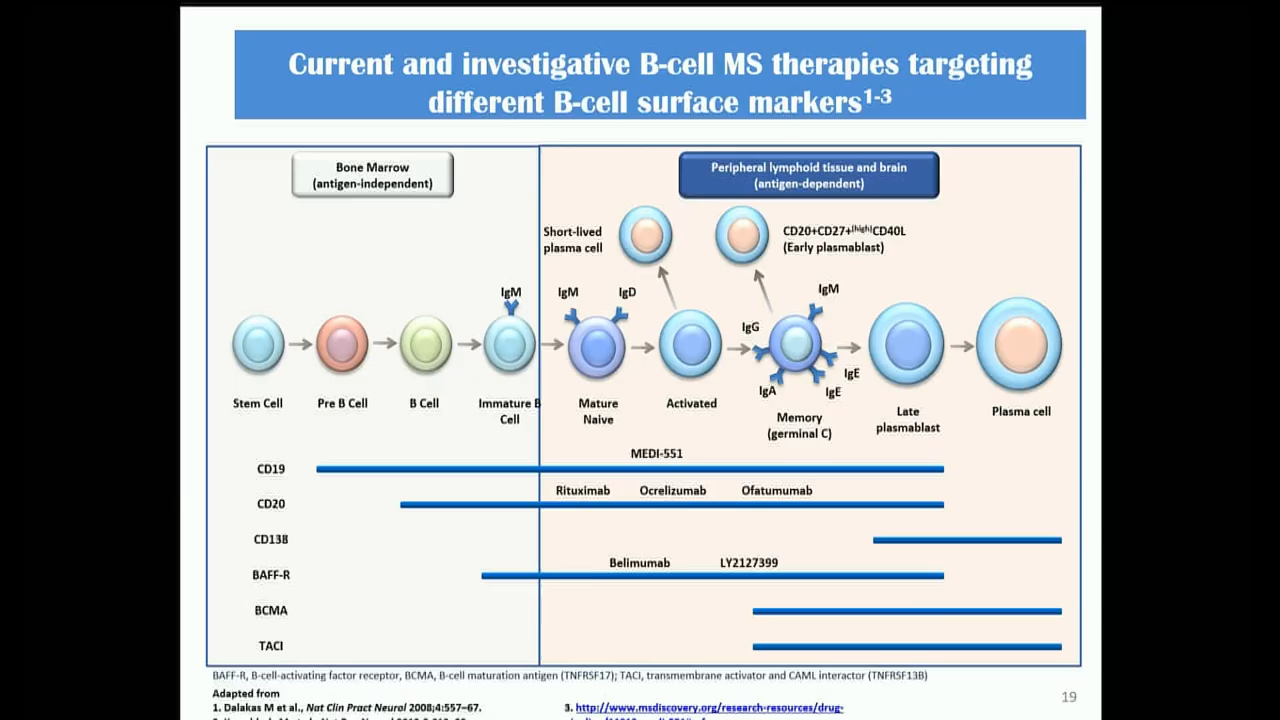 Current and investigative B-cell MS therapies targeting
different B-cell surface markers1-3
Bone Marrow
(antigen-independent)
Peripheral lymphoid tissue and brain
(antigen-dependent)
Short-lived
plasma cell
CD20+CD27+(high)CD40L
(Early plasmablast)
IgM
IgM
IgD
IgM
IgG
IgA
IgE
IgE
Stem Cell
Pre B Cell
B Cell
Immature B
Cell
Mature
Naive
Activated
Memory
(germinal C)
Late
plasmablast
Plasma cell
MEDI-551
CD19
Rituximab Ocrelizumab Ofatumumab
CD20
CD138
Belimumab LY2127399
BAFF-R
BCMA
TACI
BAFF-R, B-cell-activating factor receptor, BCMA, B-cell maturation antigen (TNFRSF17); TACI, transmembrane activator and CAML interactor (TNFRSF13B)
Adapted from
1. Dalakas M et al., Nat Clin Pract Neurol 2008;4:557–67.
3. http://www.msdiscovery.org/research-resources/drug-
19